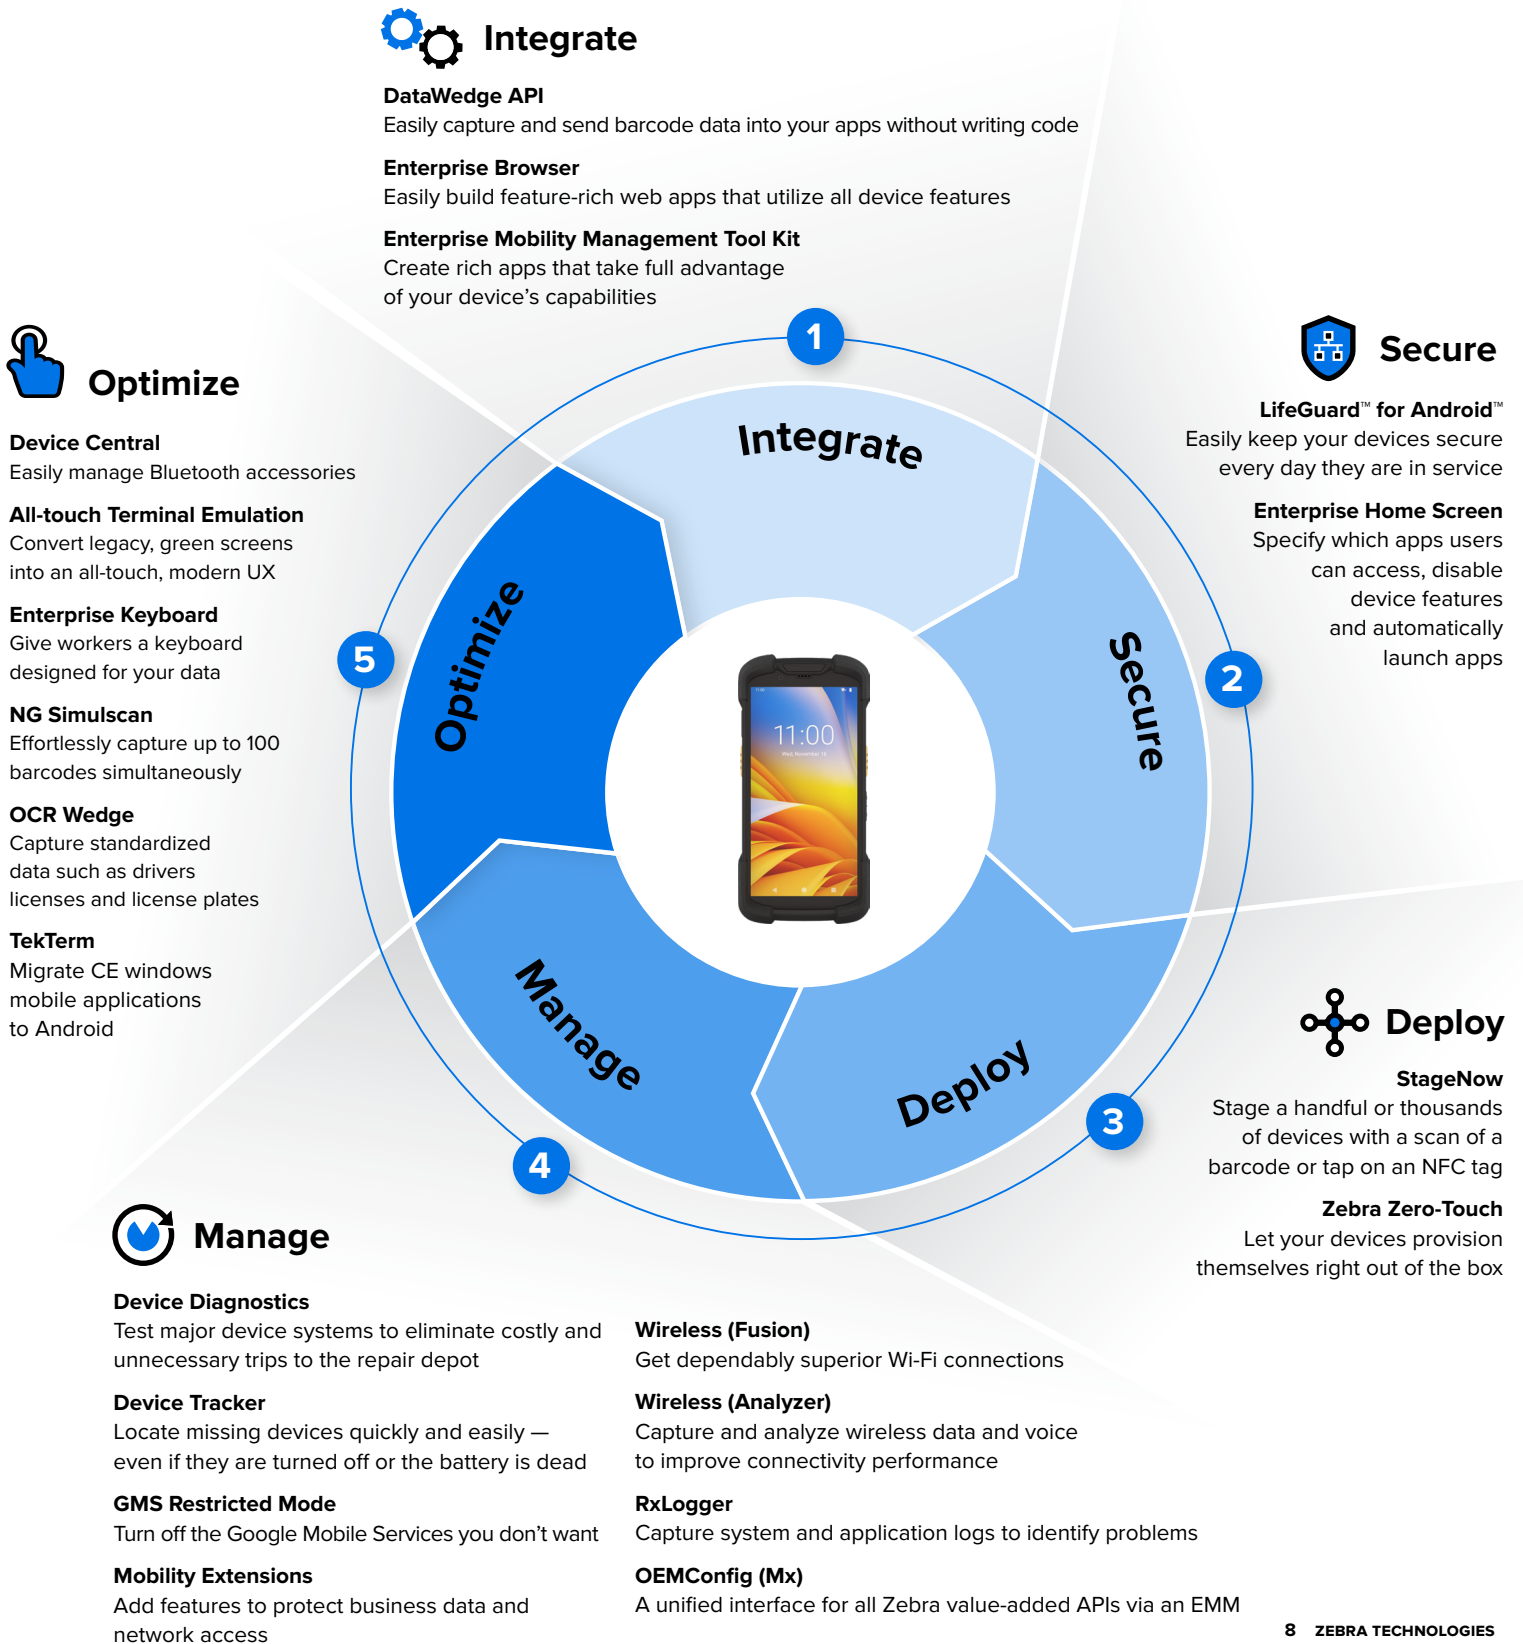 Integrate
DataWedge API
Easily capture and send barcode data into your apps without writing code
Enterprise Browser
Easily build feature-rich web apps that utilize all device features
Enterprise Mobility Management Tool Kit
Create rich apps that take full advantage
of your device's capabilities
1
Secure
LifeGuard™ for Android™
Easily keep your devices secure
every day they are in service
Enterprise Home Screen
Specify which apps users
can access, disable
device features
and automatically
launch apps
2
Deploy
StageNow
Stage a handful or thousands
of devices with a scan of a
barcode or tap on an NFC tag
Zebra Zero-Touch
Let your devices provision
themselves right out of the box
3
Manage
Device Diagnostics
Test major device systems to eliminate costly and
unnecessary trips to the repair depot
Device Tracker
Locate missing devices quickly and easily —
even if they are turned off or the battery is dead
GMS Restricted Mode
Turn off the Google Mobile Services you don't want
Mobility Extensions
Add features to protect business data and
network access
Wireless (Fusion)
Get dependably superior Wi-Fi connections
Wireless (Analyzer)
Capture and analyze wireless data and voice
to improve connectivity performance
RxLogger
Capture system and application logs to identify problems
OEMConfig (Mx)
A unified interface for all Zebra value-added APIs via an EMM
4
Optimize
Device Central
Easily manage Bluetooth accessories
All-touch Terminal Emulation
Convert legacy, green screens
into an all-touch, modern UX
Enterprise Keyboard
Give workers a keyboard
designed for your data
NG Simulscan
Effortlessly capture up to 100
barcodes simultaneously
OCR Wedge
Capture standardized
data such as drivers
licenses and license plates
TekTerm
Migrate CE windows
mobile applications
to Android
5
Integrate
Secure
Deploy
Manage
Optimize
11:00
8 ZEBRA TECHNOLOGIES